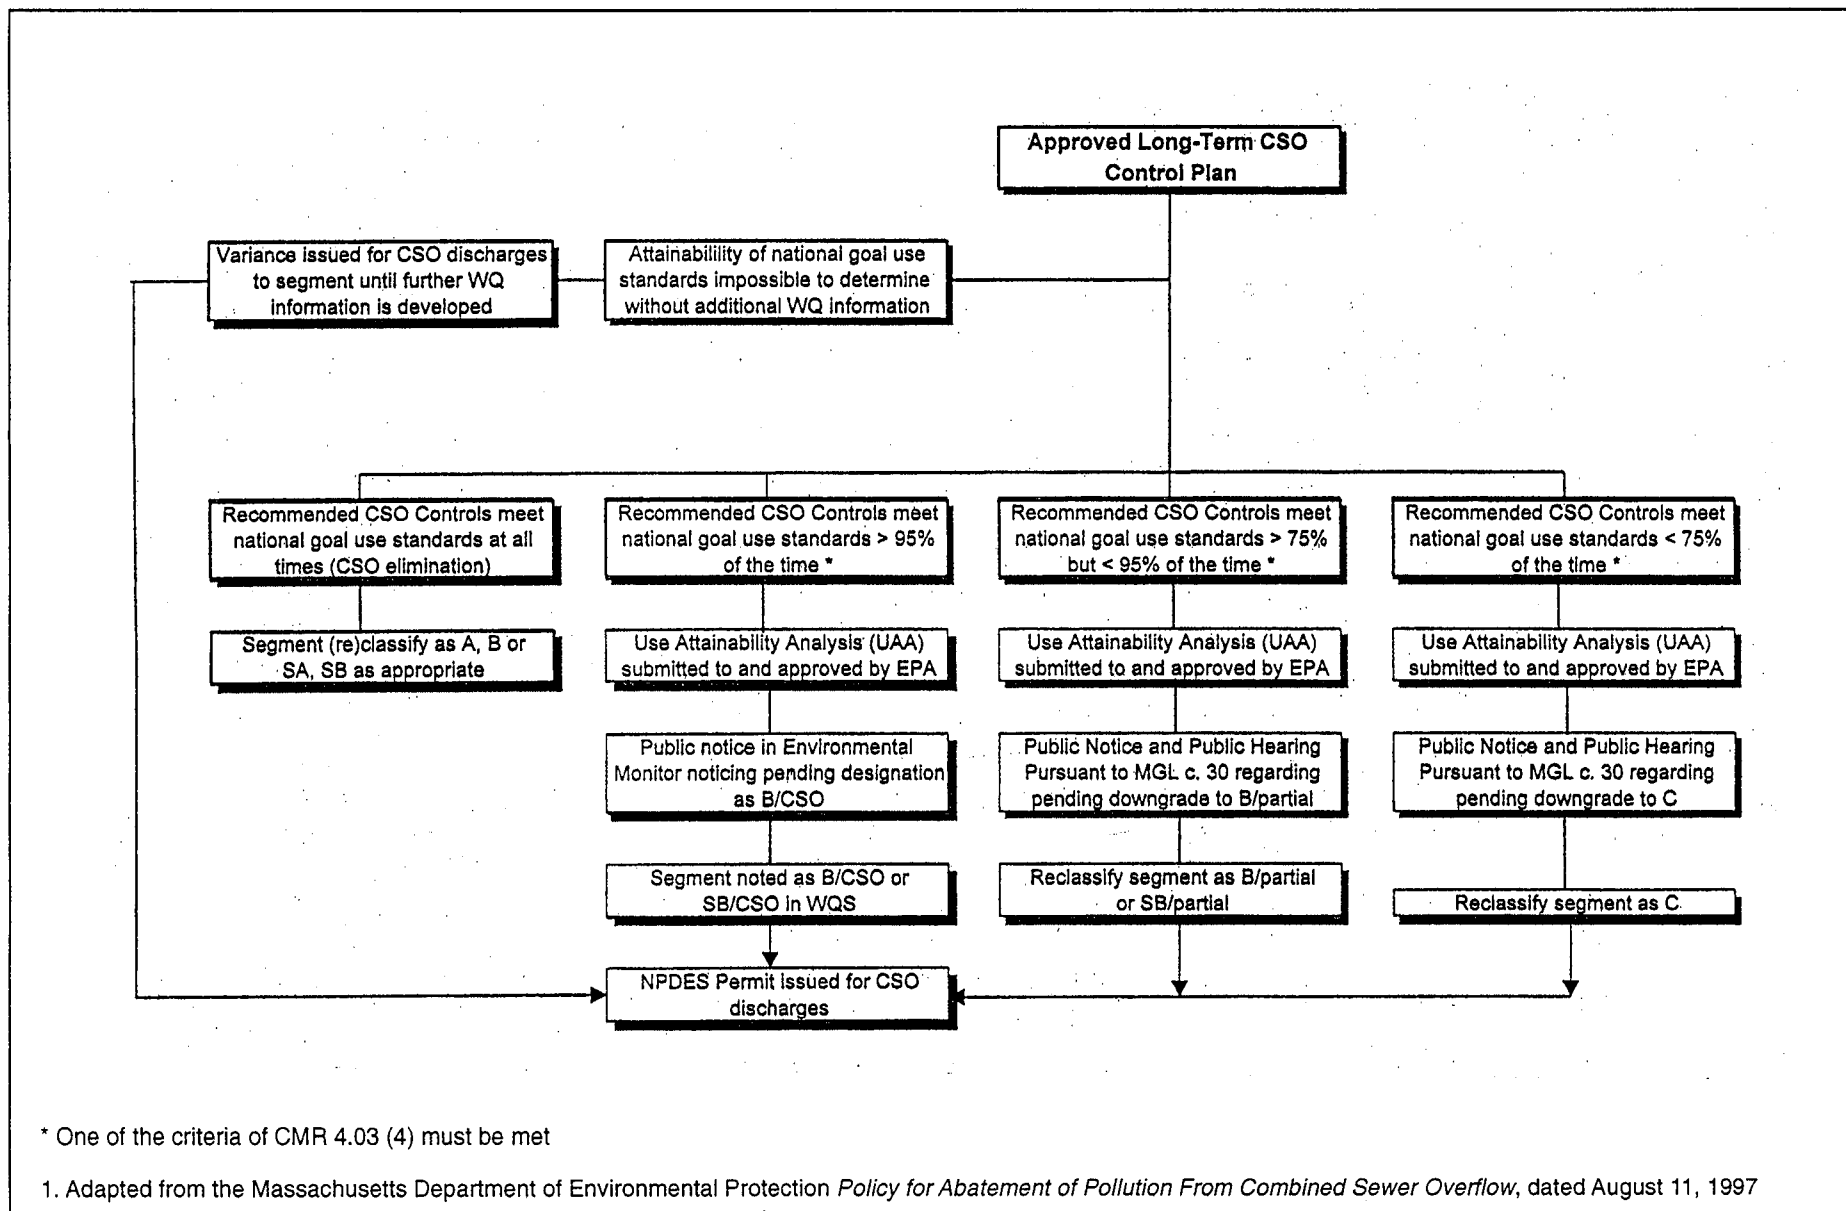 Approved Long-Term CSO
Control Plan
Variance issued for CSO discharges
to segment until further WQ
information is developed
Attainabilility of national goal use
standards impossible to determine
without additional WQ information
Recommended CSO Controls meet
national goal use standards at all
times (CSO elimination)
Recommended CSO Controls meet
national goal use standards > 95%
of the time *
Recommended CSO Controls meet
national goal use standards > 75%
but < 95% of the time *
Recommended CSO Controls meet
national goal use standards < 75%
of the time *
Segment (re)classify as A, B or
SA, SB as appropriate
Use Attainability Analysis (UAA)
submitted to and approved by EPA
Use Attainability Analysis (UAA)
submitted to and approved by EPA
Use Attainability Analysis (UAA)
submitted to and approved by EPA
Public notice in Environmental
Monitor noticing pending designation
as B/CSO
Public Notice and Public Hearing
Pursuant to MGL c. 30 regarding
pending downgrade to B/partial
Public Notice and Public Hearing
Pursuant to MGL c. 30 regarding
pending downgrade to C
Segment noted as B/CSO or
SB/CSO in WQS
Reclassify segment as B/partial
or SB/partial
Reclassify segment as C
NPDES Permit issued for CSO
discharges
* One of the criteria of CMR 4.03 (4) must be met
1. Adapted from the Massachusetts Department of Environmental Protection Policy for Abatement of Pollution From Combined Sewer Overflow, dated August 11, 1997